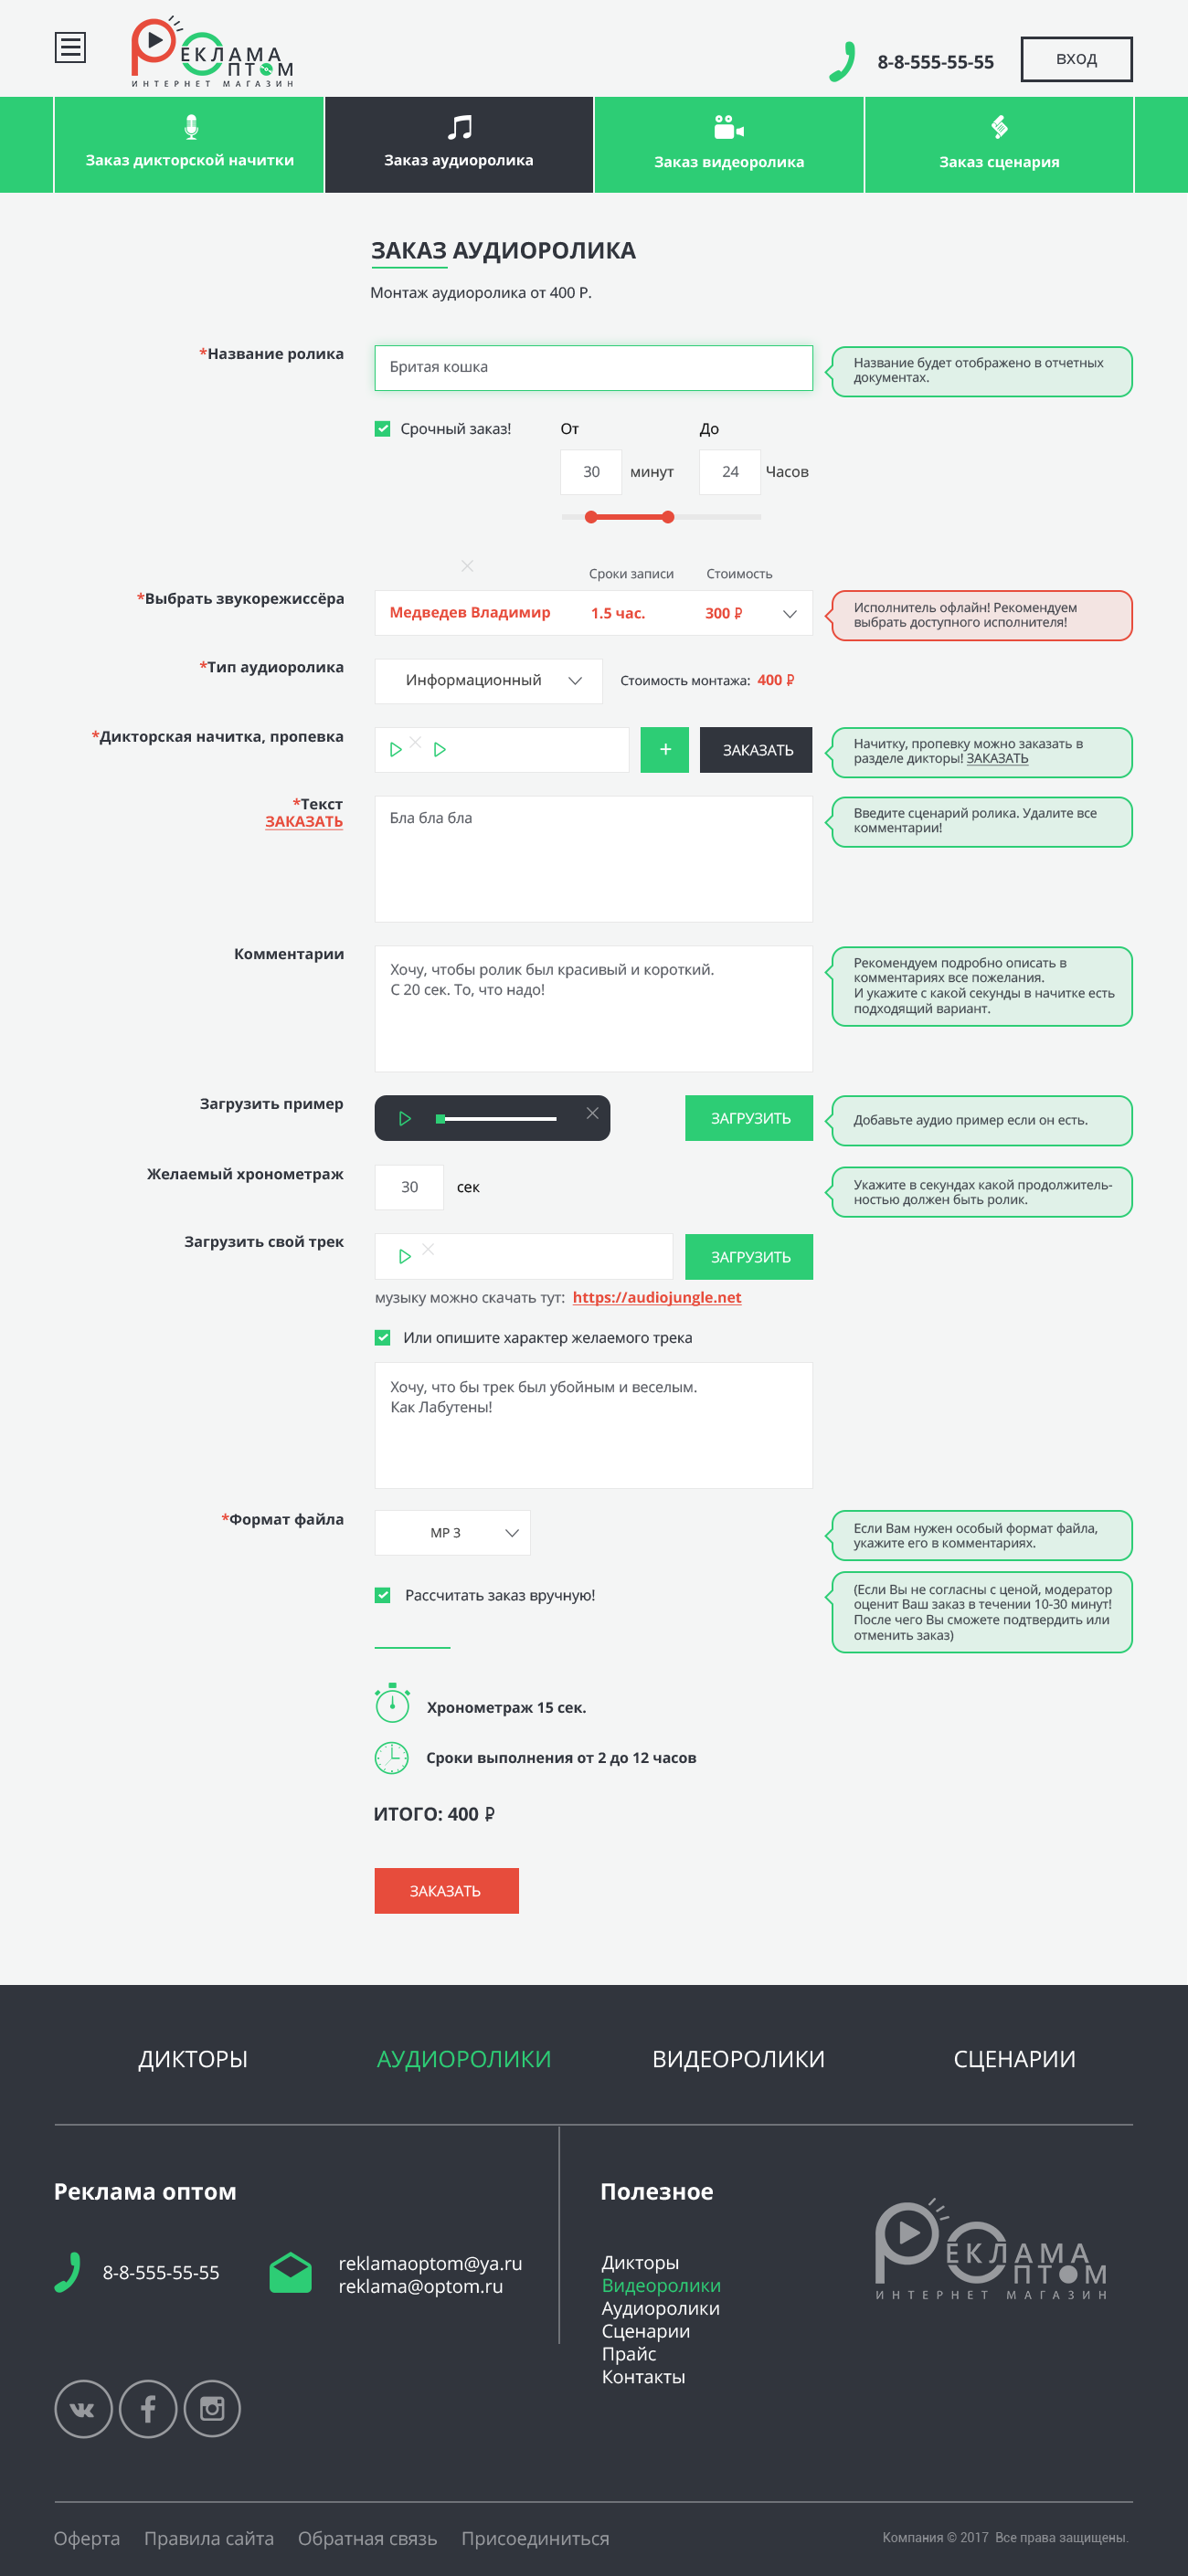 РЕКЛАМА
ОПТОМ
ИНТЕРНЕТ МАГАЗИН
8-8-555-55-55
ВХОД
Заказ дикторской начитки
Заказ аудиоролика
Заказ видеоролика
Заказ сценария
ЗАКАЗ АУДИОРОЛИКА
Монтаж аудиоролика от 400 Р.
*Название ролика
Бритая кошка
Название будет отображено в отчетных
документах.
Срочный заказ!
От
До
30
минут
24
Часов
Сроки записи
Стоимость
*Выбрать звукорежиссёра
Медведев Владимир
1.5 час.
300 ₽
Исполнитель офлайн! Рекомендуем
выбрать доступного исполнителя!
*Тип аудиоролика
Информационный
Стоимость монтажа: 400 ₽
*Дикторская начитка, пропевка
+
ЗАКАЗАТЬ
Начитку, пропевку можно заказать в
разделе дикторы! ЗАКАЗАТЬ
*Текст
ЗАКАЗАТЬ
Бла бла бла
Введите сценарий ролика. Удалите все
комментарии!
Комментарии
Хочу, чтобы ролик был красивый и короткий.
С 20 сек. То, что надо!
Рекомендуем подробно описать в
комментариях все пожелания.
И укажите с какой секунды в начитке есть
подходящий вариант.
Загрузить пример
ЗАГРУЗИТЬ
Добавьте аудио пример если он есть.
Желаемый хронометраж
30
сек
Укажите в секундах какой продолжитель-
ностью должен быть ролик.
Загрузить свой трек
ЗАГРУЗИТЬ
музыку можно скачать тут: https://audiojungle.net
Или опишите характер желаемого трека
Хочу, что бы трек был убойным и веселым.
Как Лабутены!
*Формат файла
MP 3
Если Вам нужен особый формат файла,
укажите его в комментариях.
Рассчитать заказ вручную!
(Если Вы не согласны с ценой, модератор
оценит Ваш заказ в течении 10-30 минут!
После чего Вы сможете подтвердить или
отменить заказ)
Хронометраж 15 сек.
Сроки выполнения от 2 до 12 часов
ИТОГО: 400 ₽
ЗАКАЗАТЬ
ДИКТОРЫ
АУДИОРОЛИКИ
ВИДЕОРОЛИКИ
СЦЕНАРИИ
Реклама оптом
8-8-555-55-55
reklamaoptom@ya.ru
reklama@optom.ru
Полезное
Дикторы
Видеоролики
Аудиоролики
Сценарии
Прайс
Контакты
РЕКЛАМА
ОПТОМ
ИНТЕРНЕТ МАГАЗИН
Оферта
Правила сайта
Обратная связь
Присоединиться
Компания © 2017 Все права защищены.